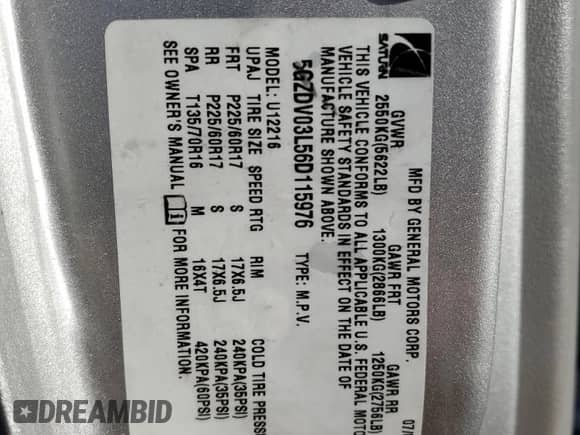 SATURN
MFD BY GENERAL MOTORS CORP. 07/
GVWR GAWR FRT GAWR RR
2550KG(5622LB) 1300KG(2866LB) 1250KG(2756LB)
THIS VEHICLE CONFORMS TO ALL APPLICABLE U.S. FEDERAL MOTOR
VEHICLE SAFETY STANDARDS IN EFFECT ON THE DATE OF
MANUFACTURE SHOWN ABOVE.
5GZDV03L56D115976 TYPE: M.P.V.
MODEL: U12216
UPAJ TIRE SIZE SPEED RTG RIM COLD TIRE PRESS
FRT P225/60R17 S 17X6.5J 240KPA(35PSI)
RR P225/60R17 S 17X6.5J 240KPA(35PSI)
SPA T135/70R16 M 16X4T 420KPA(60PSI)
SEE OWNER'S MANUAL FOR MORE INFORMATION.
DREAMBID